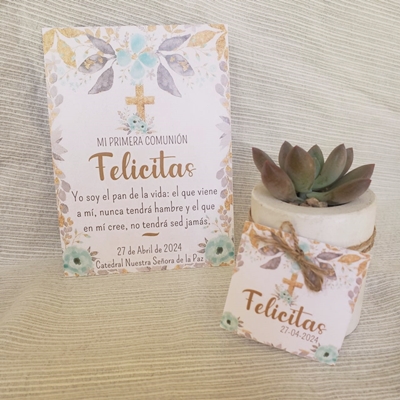 MI PRIMERA COMUNIÓN
Felicitas
Yo soy el pan de la vida: el que viene
a mí, nunca tendrá hambre y el que
en mí cree, no tendrá sed jamás.
27 de Abril de 2024
Catedral Nuestra Señora de la Paz
Felicitas
27-04-2024